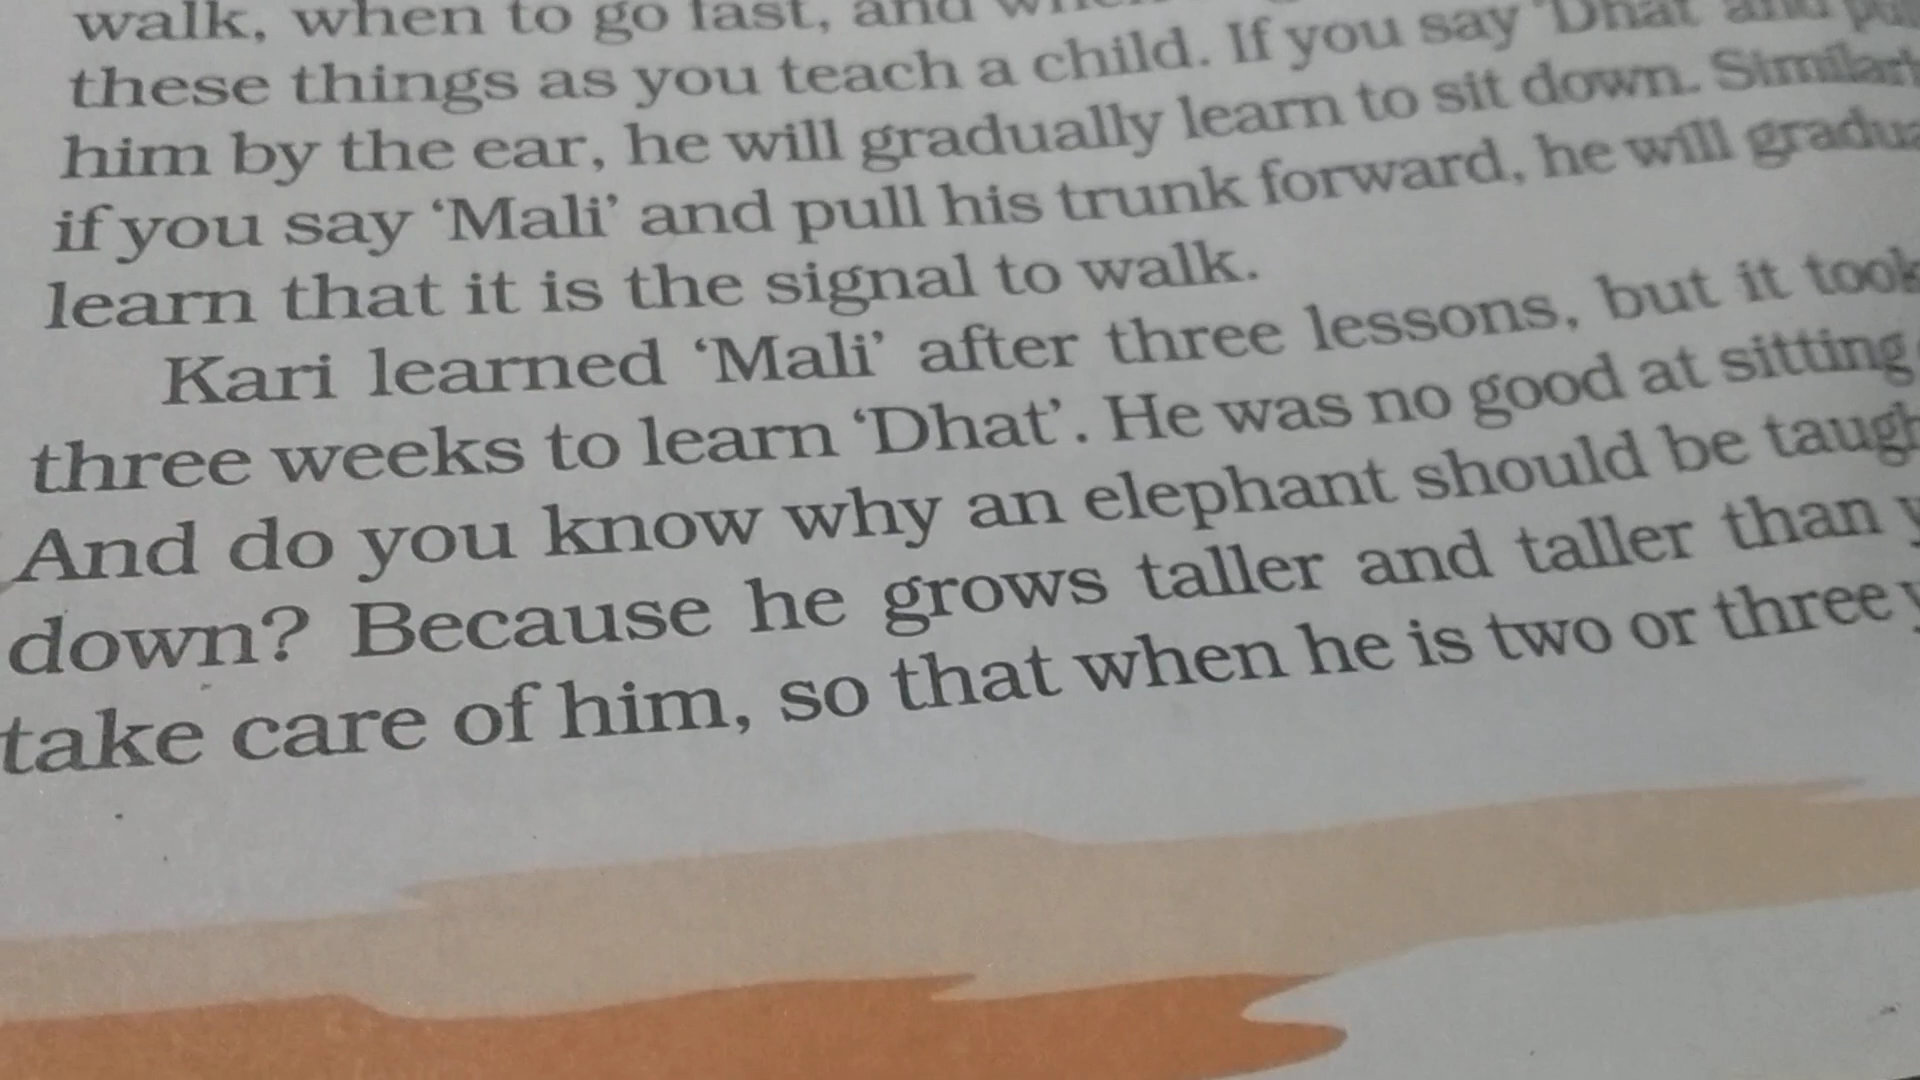 walk, when to go fast, and
these things as you teach a child. If you say 'Dhat' and
him by the ear, he will gradually learn to sit down.
if you say 'Mali' and pull his trunk forward, he will
learn that it is the signal to walk.
Kari learned 'Mali' after three lessons, but it took
three weeks to learn 'Dhat'. He was no good at sitting
And do you know why an elephant should be
down? Because he grows taller and taller than
take care of him, so that when he is two or three